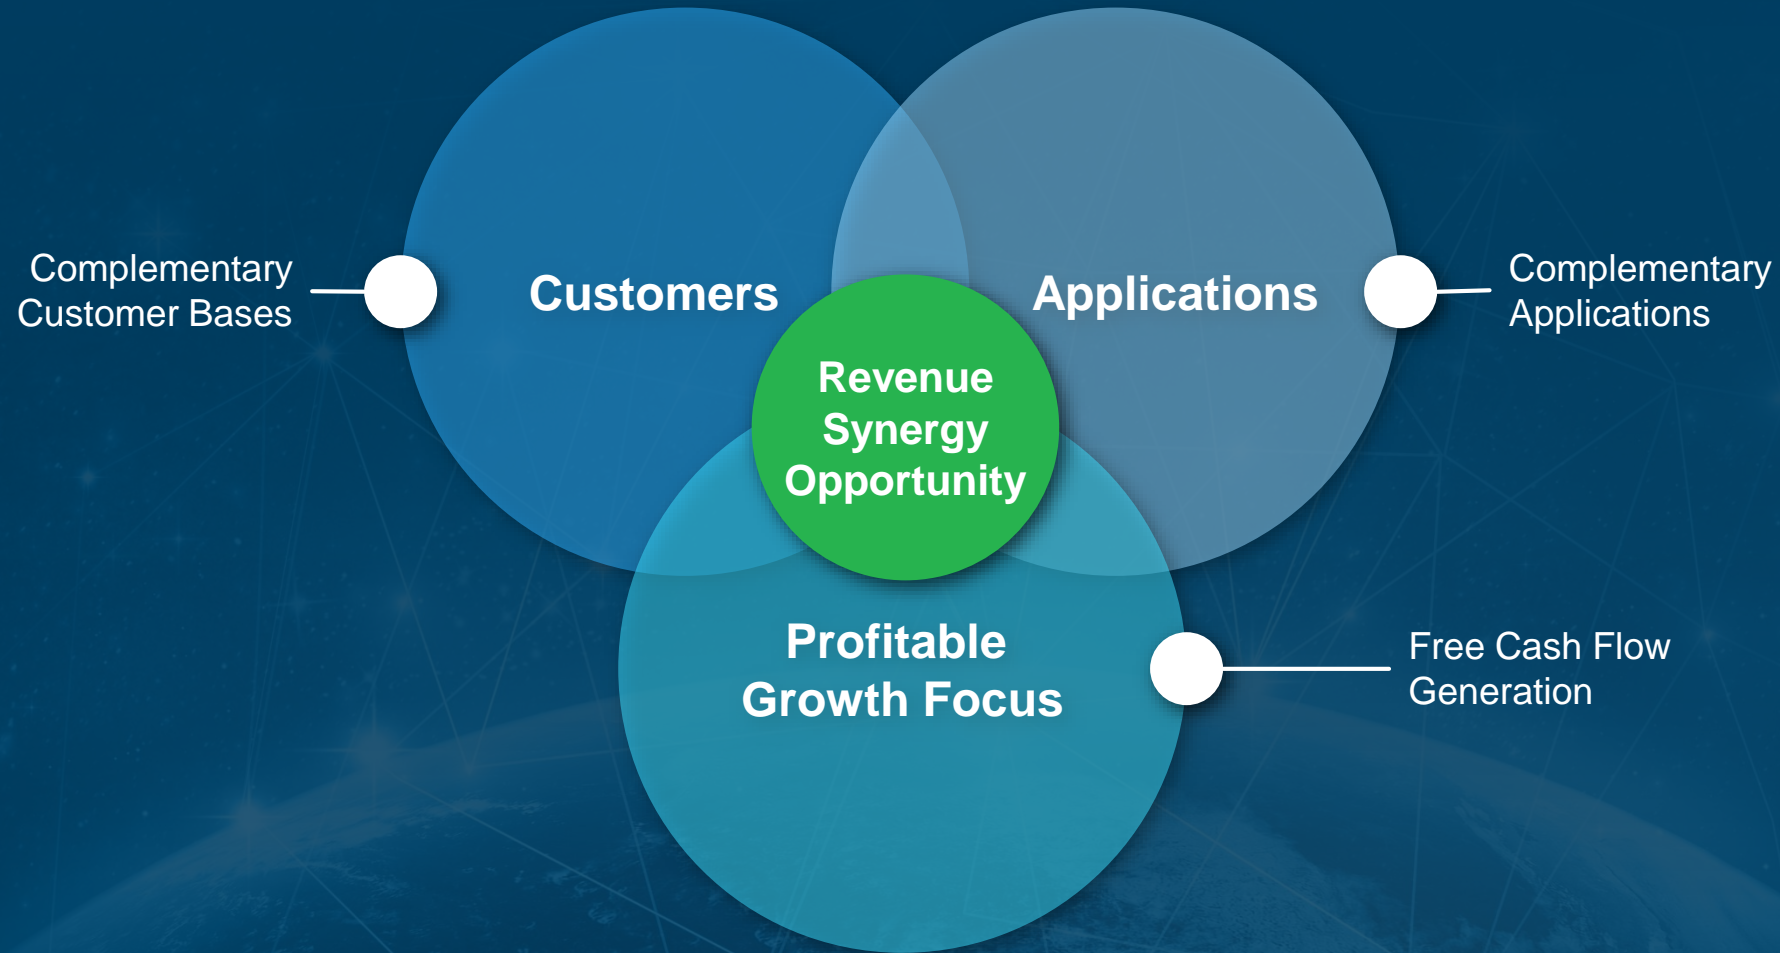 Complementary
Customer Bases
Customers
Applications
Complementary
Applications
Revenue
Synergy
Opportunity
Profitable
Growth Focus
Free Cash Flow
Generation